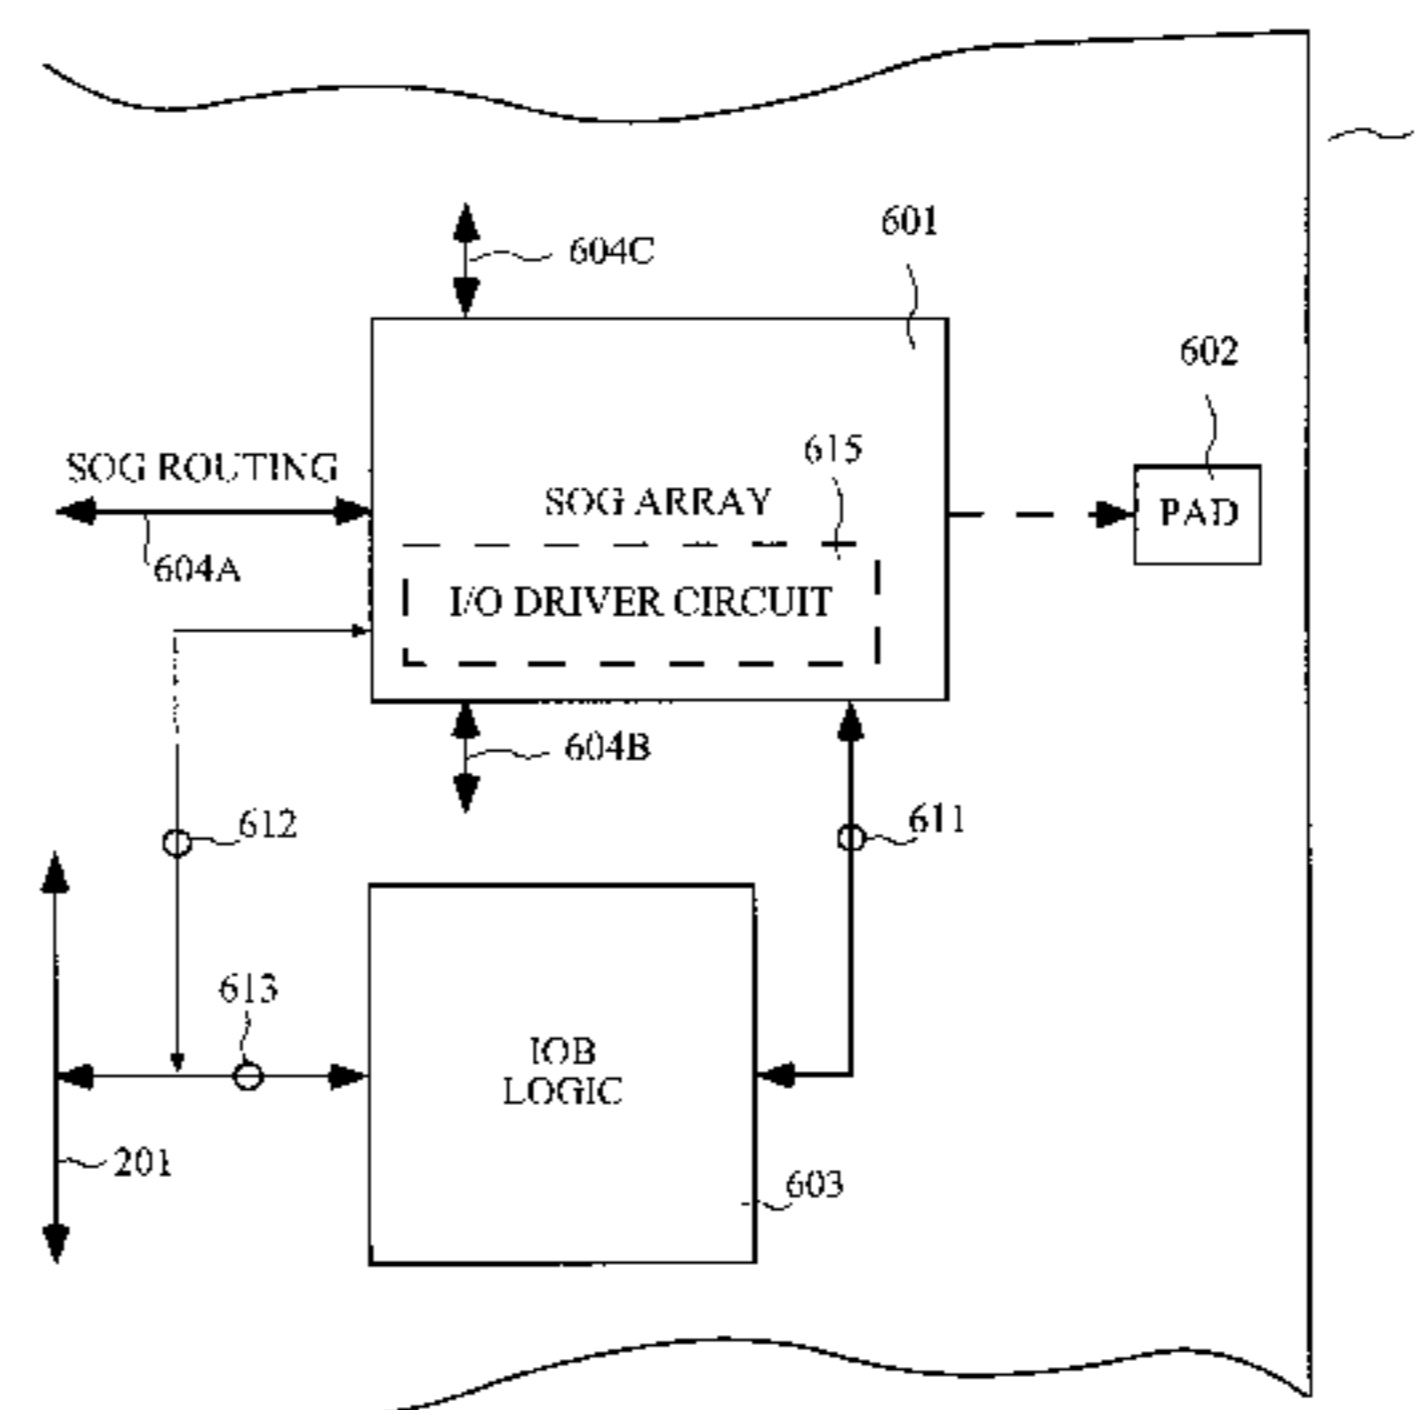 601
604C
602
SOG ROUTING
615
SOG ARRAY
PAD
604A
I/O DRIVER CIRCUIT
604B
612
611
613
IOB
LOGIC
201
603